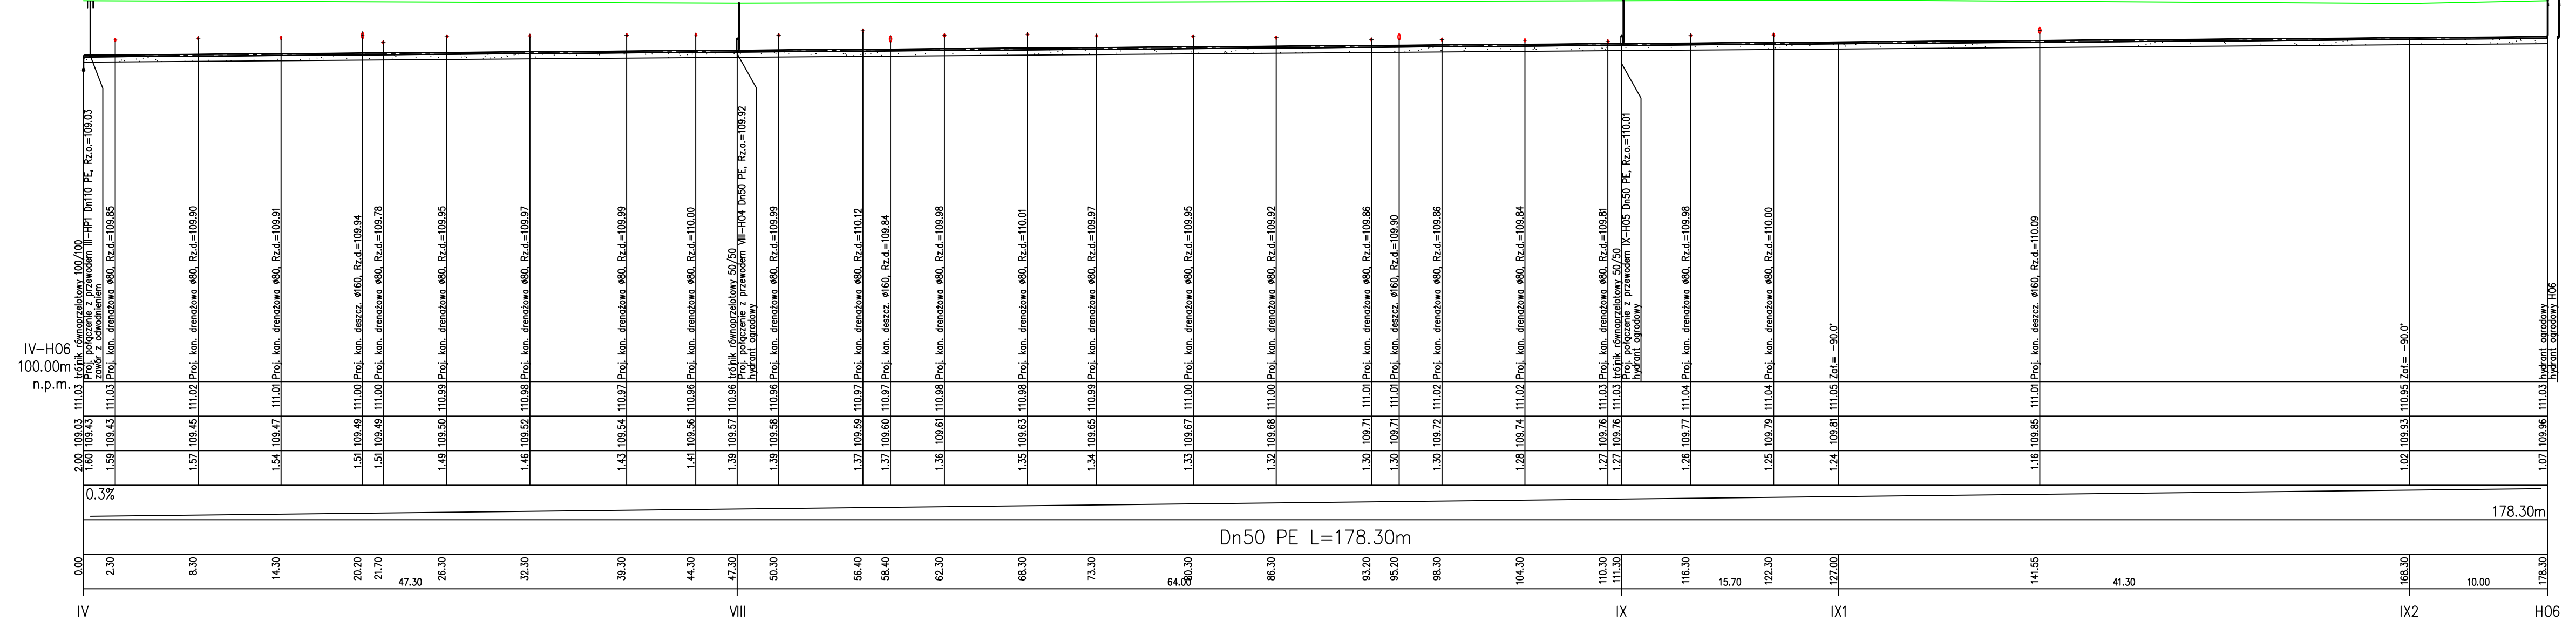 IV-HO6
100.00m
n.p.m.
trójnik równoprzelotowy 100/100
Proj. połączenie z przewodem III-HP1 Dn110 PE, Rz.o.=109.03
zawór z odwodnieniem
Proj. kan. drenażowa ø80, Rz.d.=109.85
Proj. kan. drenażowa ø80, Rz.d.=109.90
Proj. kan. drenażowa ø80, Rz.d.=109.91
Proj. kan. deszcz. ø160, Rz.d.=109.94
Proj. kan. drenażowa ø80, Rz.d.=109.78
Proj. kan. drenażowa ø80, Rz.d.=109.95
Proj. kan. drenażowa ø80, Rz.d.=109.97
Proj. kan. drenażowa ø80, Rz.d.=109.99
Proj. kan. drenażowa ø80, Rz.d.=110.00
trójnik równoprzelotowy 50/50
Proj. połączenie z przewodem VIII-HO4 Dn50 PE, Rz.o.=109.92
hydrant ogrodowy
Proj. kan. drenażowa ø80, Rz.d.=109.99
Proj. kan. drenażowa ø80, Rz.d.=110.12
Proj. kan. deszcz. ø160, Rz.d.=109.84
Proj. kan. drenażowa ø80, Rz.d.=109.98
Proj. kan. drenażowa ø80, Rz.d.=110.01
Proj. kan. drenażowa ø80, Rz.d.=109.97
Proj. kan. drenażowa ø80, Rz.d.=109.95
Proj. kan. drenażowa ø80, Rz.d.=109.92
Proj. kan. drenażowa ø80, Rz.d.=109.86
Proj. kan. deszcz. ø160, Rz.d.=109.90
Proj. kan. drenażowa ø80, Rz.d.=109.86
Proj. kan. drenażowa ø80, Rz.d.=109.84
Proj. kan. drenażowa ø80, Rz.d.=109.81
trójnik równoprzelotowy 50/50
Proj. połączenie z przewodem IX-HO5 Dn50 PE, Rz.o.=110.01
hydrant ogrodowy
Proj. kan. drenażowa ø80, Rz.d.=109.98
Proj. kan. drenażowa ø80, Rz.d.=110.00
Zał.= -90.0°
Proj. kan. deszcz. ø160, Rz.d.=110.09
Zał.= -90.0°
hydrant ogrodowy
hydrant ogrodowy HO6
111.03 111.03 111.02 111.01 111.00 111.00 110.99 110.98 110.97 110.96 110.96 110.96 110.97 110.97 110.98 110.98 110.99 111.00 111.00 111.01 111.01 111.02 111.02 111.03 111.03 111.04 111.04 111.05 111.01 110.95 111.03
109.03 109.43 109.43 109.45 109.47 109.49 109.49 109.50 109.52 109.54 109.56 109.57 109.58 109.59 109.60 109.61 109.63 109.65 109.67 109.68 109.71 109.71 109.72 109.74 109.76 109.76 109.77 109.79 109.81 109.85 109.93 109.96
2.00 1.60 1.59 1.57 1.54 1.51 1.51 1.49 1.46 1.43 1.41 1.39 1.39 1.37 1.37 1.36 1.35 1.34 1.33 1.32 1.30 1.30 1.30 1.28 1.27 1.27 1.26 1.25 1.24 1.16 1.02 1.07
0.3%
178.30m
Dn50 PE L=178.30m
0.00 2.30 8.30 14.30 20.20 21.70 26.30 32.30 39.30 44.30 47.30 50.30 56.40 58.40 62.30 68.30 73.30 80.30 86.30 93.20 95.20 98.30 104.30 110.30 111.30 116.30 122.30 127.00 141.55 168.30 178.30
47.30 64.00 15.70 41.30 10.00
IV VIII IX IX1 IX2 HO6